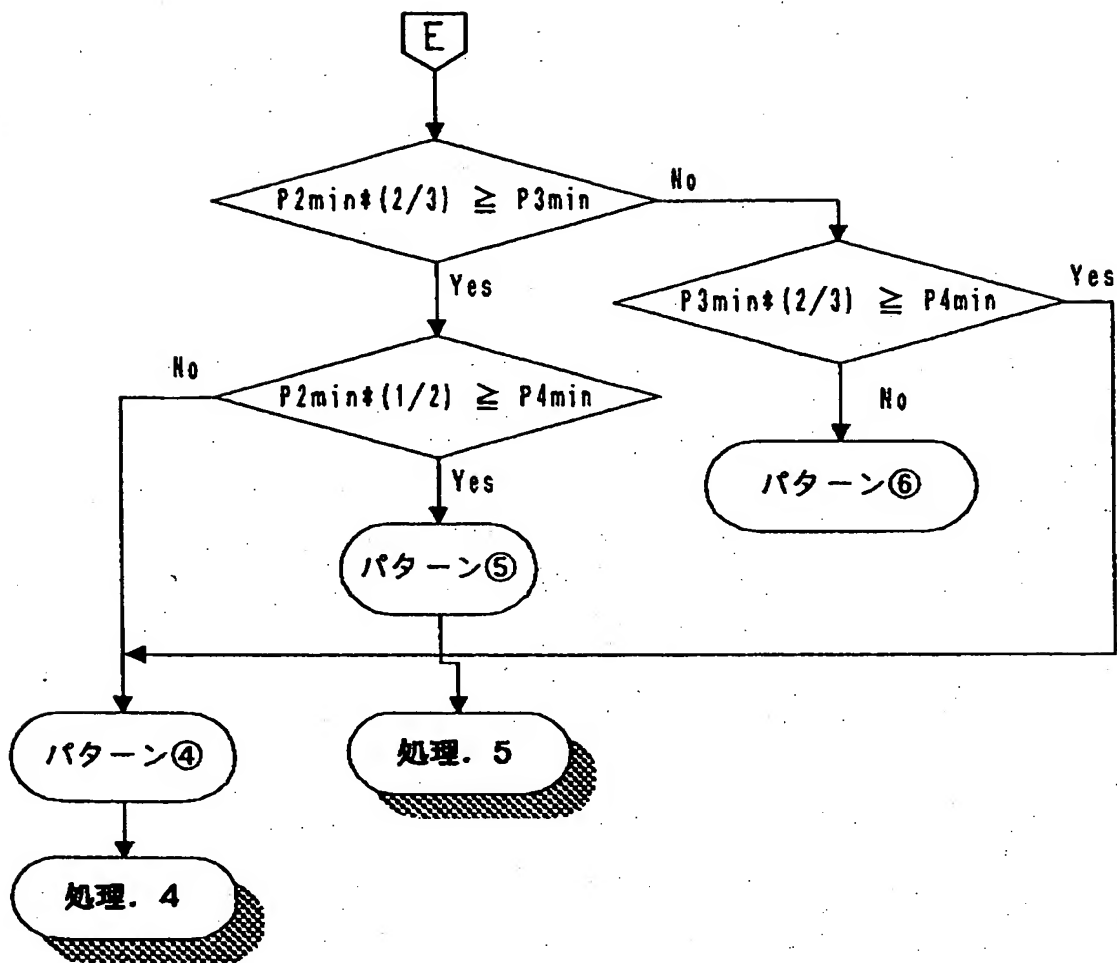 E
P2min*(2/3) ≧ P3min
No
Yes
P3min*(2/3) ≧ P4min
Yes
No
P2min*(1/2) ≧ P4min
No
Yes
パターン⑥
パターン⑤
パターン④
処理. 5
処理. 4